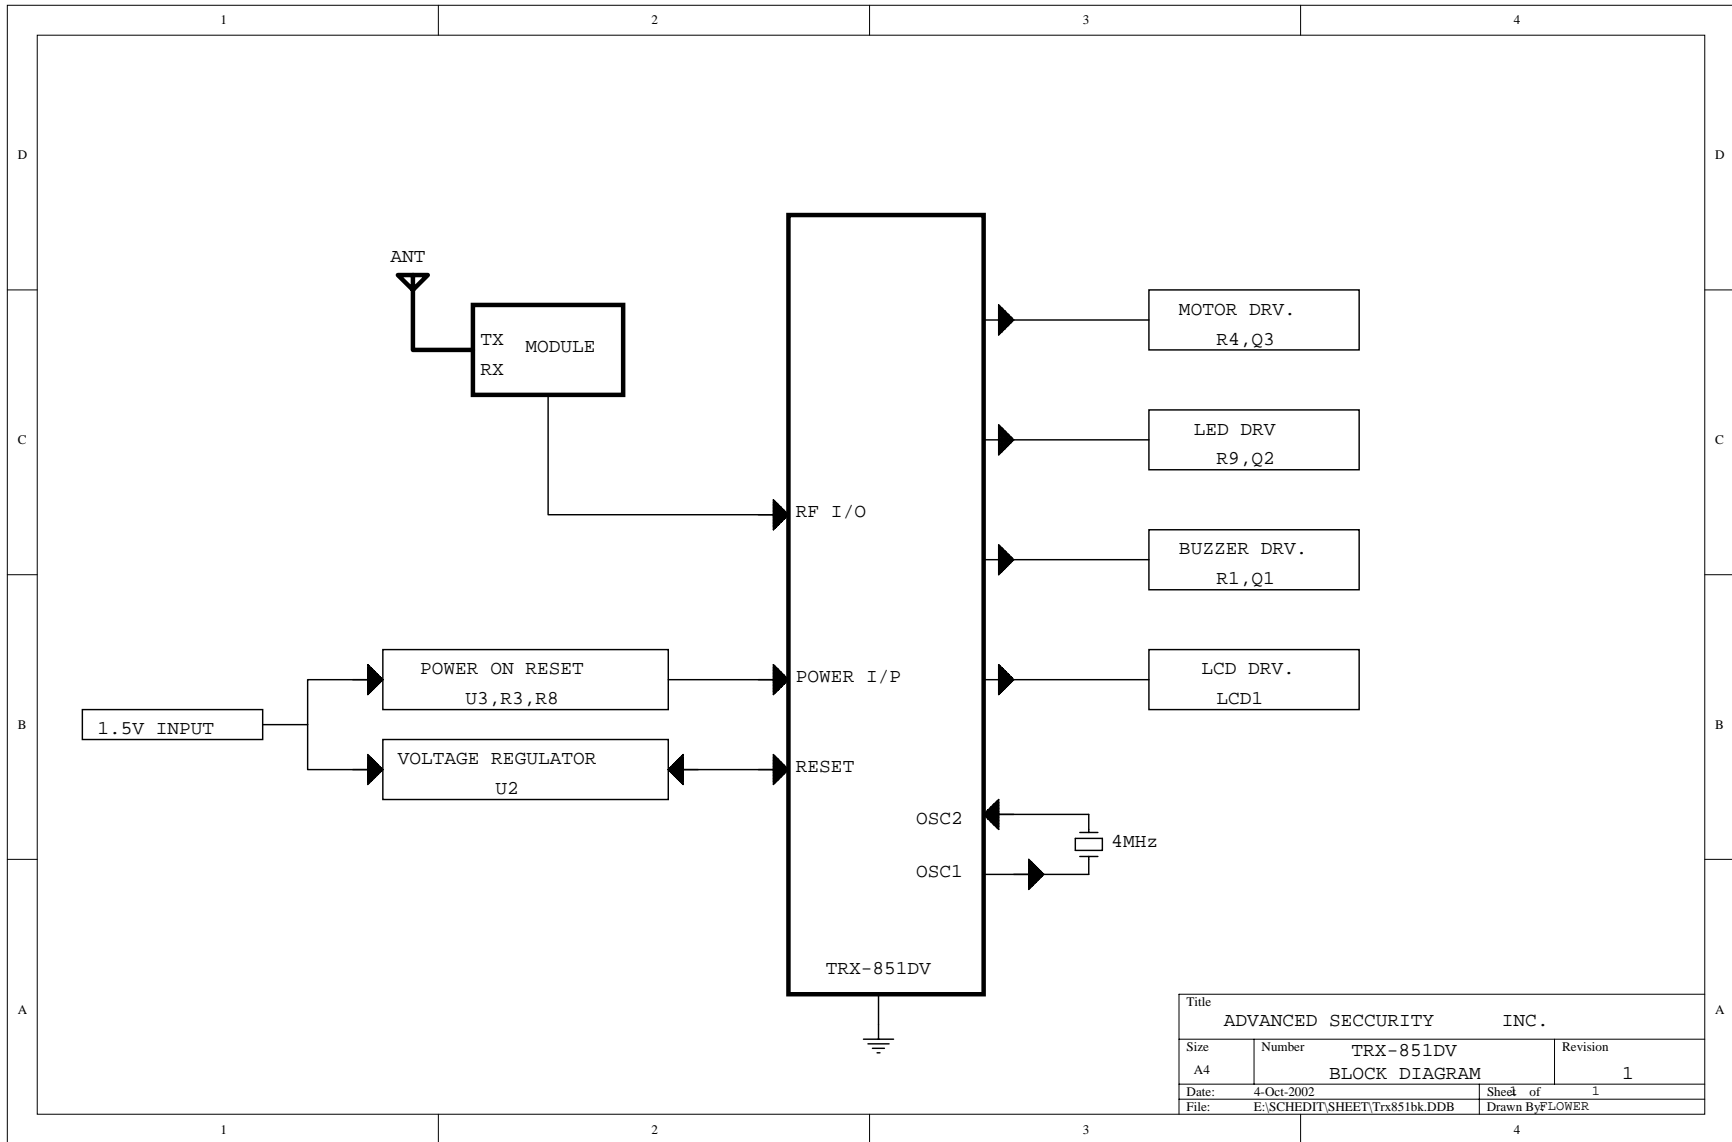 1 2 3 4
D D
ANT
MOTOR DRV.
R4,Q3
TX MODULE
RX
LED DRV
R9,Q2
C C
RF I/O
BUZZER DRV.
R1,Q1
POWER ON RESET
U3,R3,R8
POWER I/P
LCD DRV.
LCD1
B B
1.5V INPUT
VOLTAGE REGULATOR
U2
RESET
OSC2
4MHz
OSC1
TRX-851DV
A A
Title
ADVANCED SECCURITY INC.
Size Number TRX-851DV Revision
A4 BLOCK DIAGRAM 1
Date: 4-Oct-2002 Sheet 1 of 1
File: E:\SCHEDIT\SHEET\Trx851bk.DDB Drawn By: FLOWER
1 2 3 4